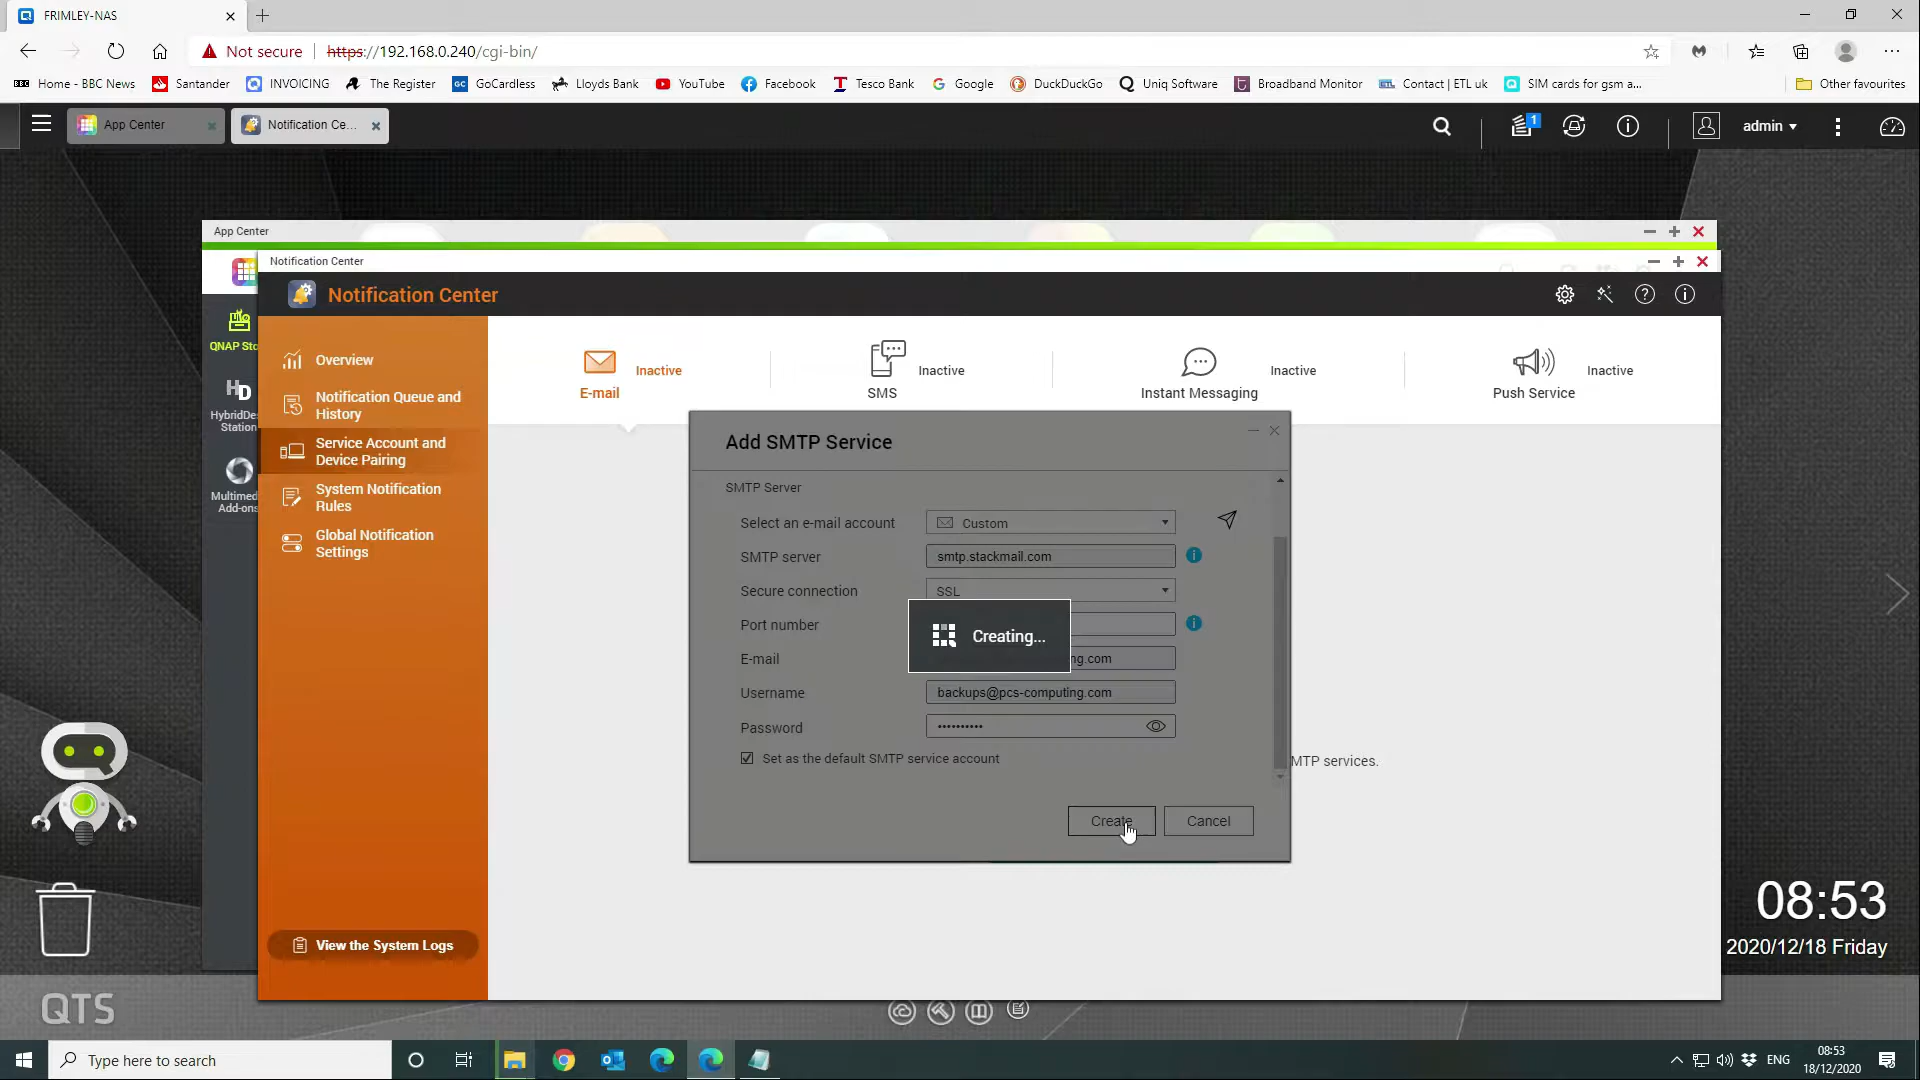 FRIMLEY-NAS
Not secure
https://192.168.0.240/cgi-bin/
Home - BBC News
Santander
INVOICING
The Register
GoCardless
Lloyds Bank
YouTube
Facebook
Tesco Bank
Google
DuckDuckGo
Uniq Software
Broadband Monitor
Contact | ETL uk
SIM cards for gsm a...
Other favourites
App Center
Notification Ce...
1
admin
App Center
Notification Center
Notification Center
QNAP Sto
HD
HybridDes
Station
Multimed
Add-ons
Overview
Notification Queue and
History
Service Account and
Device Pairing
System Notification
Rules
Global Notification
Settings
View the System Logs
E-mail
Inactive
SMS
Inactive
Instant Messaging
Inactive
Push Service
Inactive
Add SMTP Service
SMTP Server
Select an e-mail account
Custom
SMTP server
smtp.stackmail.com
Secure connection
SSL
Port number
Creating...
E-mail
ng.com
Username
backups@pcs-computing.com
Password
Set as the default SMTP service account
MTP services.
Create
Cancel
08:53
2020/12/18 Friday
QTS
Type here to search
ENG
08:53
18/12/2020